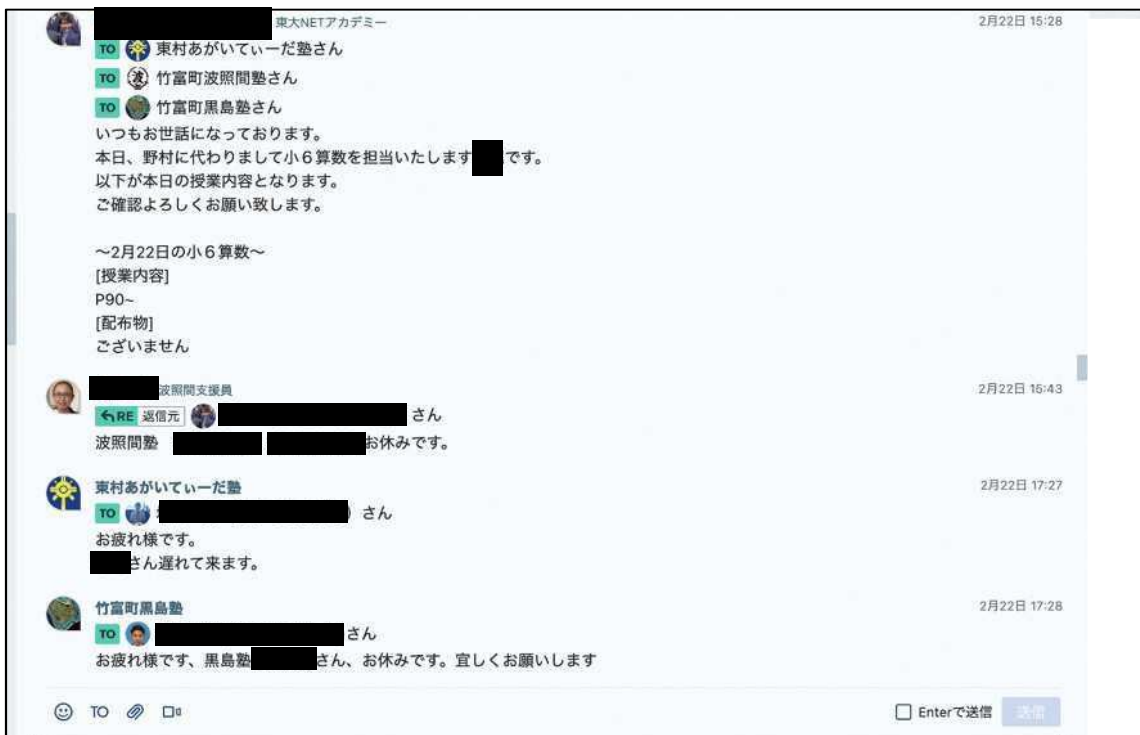 東大NETアカデミー 2月22日 15:28
TO 東村あがいてぃーだ塾さん
TO 竹富町波照間塾さん
TO 竹富町黒島塾さん
いつもお世話になっております。
本日、野村に代わりまして小6算数を担当いたします です。
以下が本日の授業内容となります。
ご確認よろしくお願い致します。
～2月22日の小6算数～
[授業内容]
P90~
[配布物]
ございません
波照間支援員 2月22日 15:43
RE 返信元 さん
波照間塾 お休みです。
東村あがいてぃーだ塾 2月22日 17:27
TO さん
お疲れ様です。
さん遅れて来ます。
竹富町黒島塾 2月22日 17:28
TO さん
お疲れ様です、黒島塾 さん、お休みです。宜しくお願いします
TO Enterで送信 送信